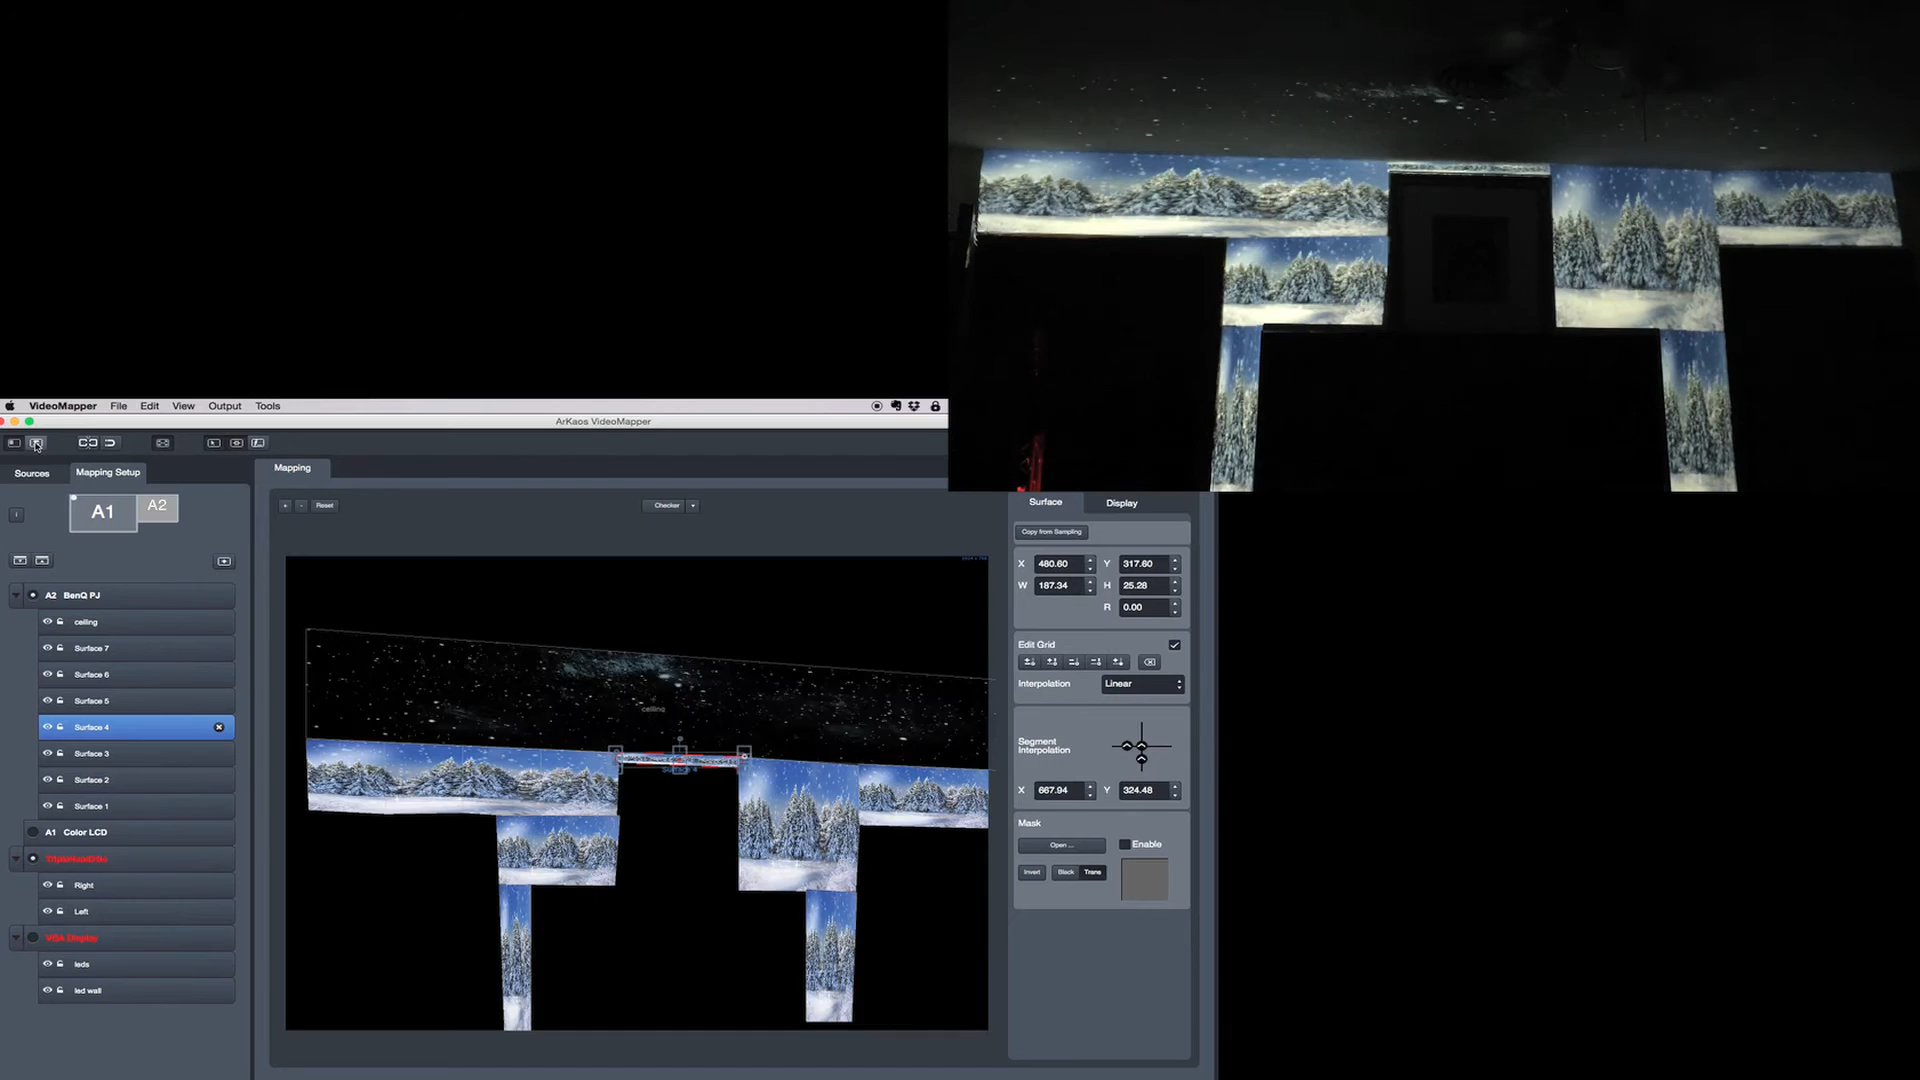 VideoMapper File Edit View Output Tools
ArKaos VideoMapper
Sources
Mapping Setup
Mapping
A1
A2
i
+
-
Reset
Checker
A2 BenQ PJ
ceiling
Surface 7
Surface 6
Surface 5
Surface 4
Surface 3
Surface 2
Surface 1
A1 Color LCD
Right
Left
VGA Display
leds
led wall
ceiling
Surface
Display
Copy from Sampling
X 480.60 Y 317.60
W 187.34 H 25.28
R 0.00
Edit Grid
Interpolation Linear
Segment
Interpolation
X 667.94 Y 324.48
Mask
Open ... Enable
Invert Black Trans